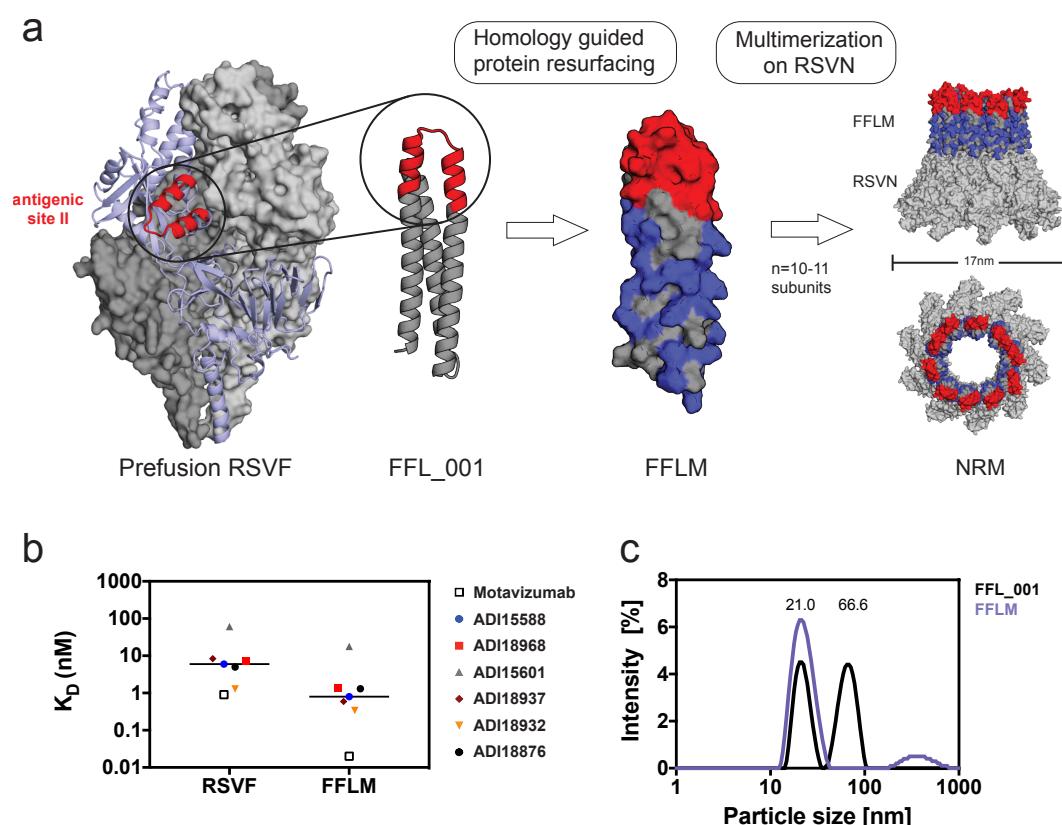 a
Homology guided
protein resurfacing
Multimerization
on RSVN
FFLM
RSVN
antigenic
site II
n=10-11
subunits
17nm
Prefusion RSVF
FFL_001
FFLM
NRM
b
K_D (nM)
1000
100
10
1
0.1
0.01
RSVF
FFLM
Motavizumab
ADI15588
ADI18968
ADI15601
ADI18937
ADI18932
ADI18876
c
Intensity [%]
8
6
4
2
0
21.0
66.6
FFL_001
FFLM
1
10
100
1000
Particle size [nm]